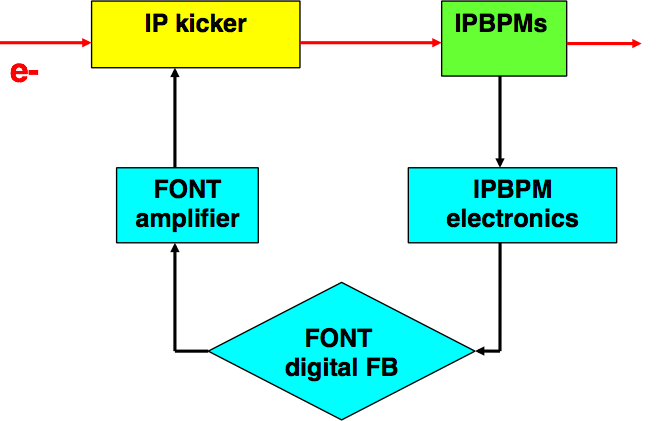 IP kicker
IPBPMs
e-
FONT
amplifier
IPBPM
electronics
FONT
digital FB